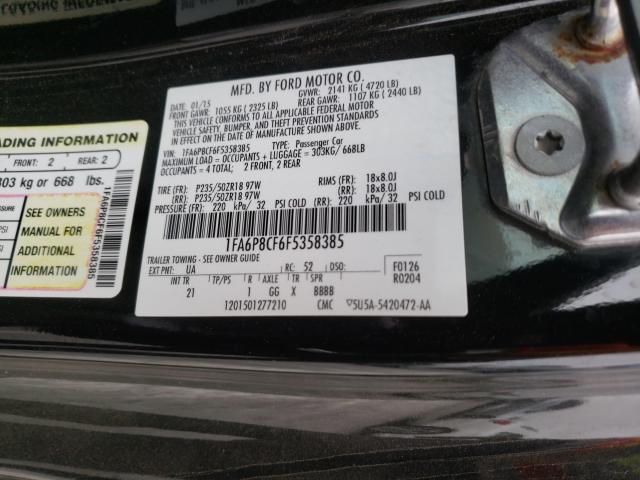 MFD. BY FORD MOTOR CO.
DATE: 01/15
GVWR: 2141 KG ( 4720 LB)
FRONT GAWR: 1055 KG ( 2325 LB)
REAR GAWR: 1107 KG ( 2440 LB)
THIS VEHICLE CONFORMS TO ALL APPLICABLE FEDERAL MOTOR
VEHICLE SAFETY, BUMPER, AND THEFT PREVENTION STANDARDS IN
EFFECT ON THE DATE OF MANUFACTURE SHOWN ABOVE.
VIN: 1FA6P8CF6F5358385
TYPE: Passenger Car
MAXIMUM LOAD = OCCUPANTS + LUGGAGE = 303KG/ 668LB
OCCUPANTS = 4 TOTAL: 2 FRONT, 2 REAR
TIRE (FR): P235/50ZR18 97W RIMS (FR): 18x8.0J
TIRE (RR): P235/50ZR18 97W RIMS (RR): 18x8.0J
PRESSURE (FR): 220 kPa/ 32 PSI COLD (RR): 220 kPa/ 32 PSI COLD
1FA6P8CF6F5358385
TRAILER TOWING - SEE OWNER GUIDE
EXT PNT: UA RC: 52 DSO: F0126
INT TR TP/PS R AXLE TR SPR R0204
21 1 GG X BBBB
1201501277210 CMC 5U5A-5420472-AA
ADING INFORMATION
FRONT: 2 REAR: 2
303 kg or 668 lbs.
SEE OWNERS
MANUAL FOR
ADDITIONAL
INFORMATION
1FA6P8CF6F5358385